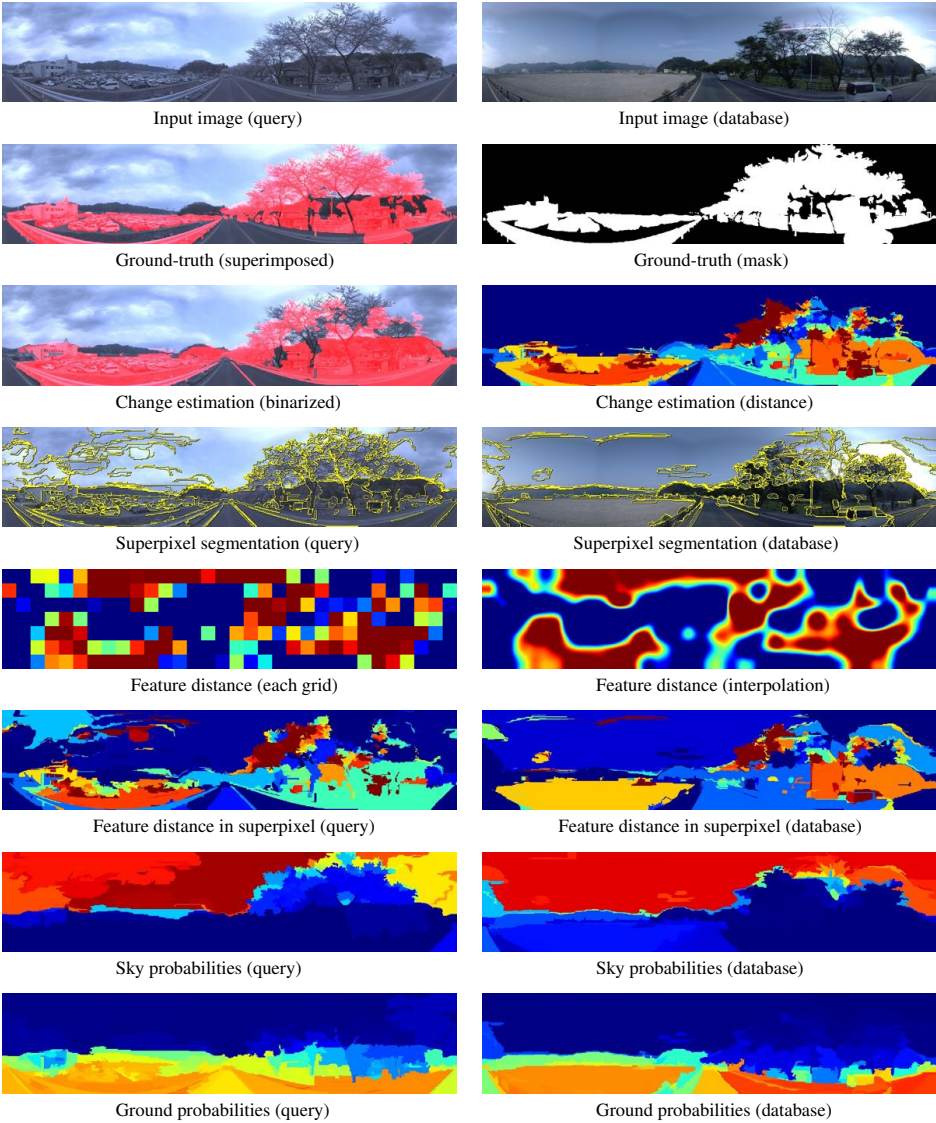 Input image (query)
Input image (database)
Ground-truth (superimposed)
Ground-truth (mask)
Change estimation (binarized)
Change estimation (distance)
Superpixel segmentation (query)
Superpixel segmentation (database)
Feature distance (each grid)
Feature distance (interpolation)
Feature distance in superpixel (query)
Feature distance in superpixel (database)
Sky probabilities (query)
Sky probabilities (database)
Ground probabilities (query)
Ground probabilities (database)